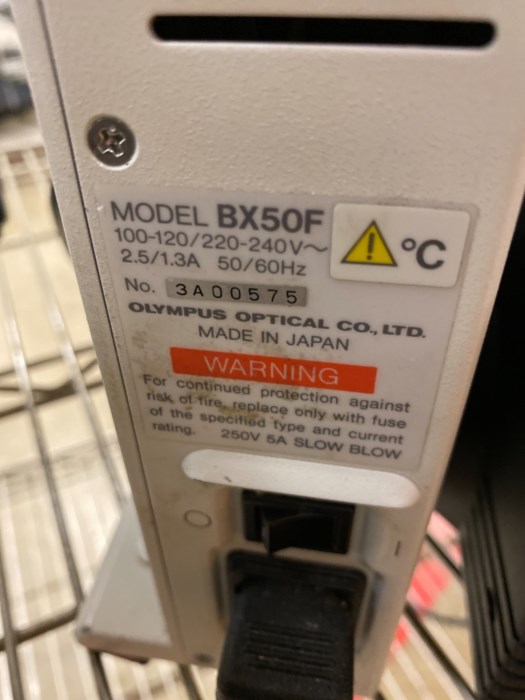 MODEL BX50F
100-120/220-240V～
2.5/1.3A 50/60Hz
°C
No. 3A00575
OLYMPUS OPTICAL CO., LTD.
MADE IN JAPAN
WARNING
For continued protection against
risk of fire, replace only with fuse
of the specified type and current
rating. 250V 5A SLOW BLOW